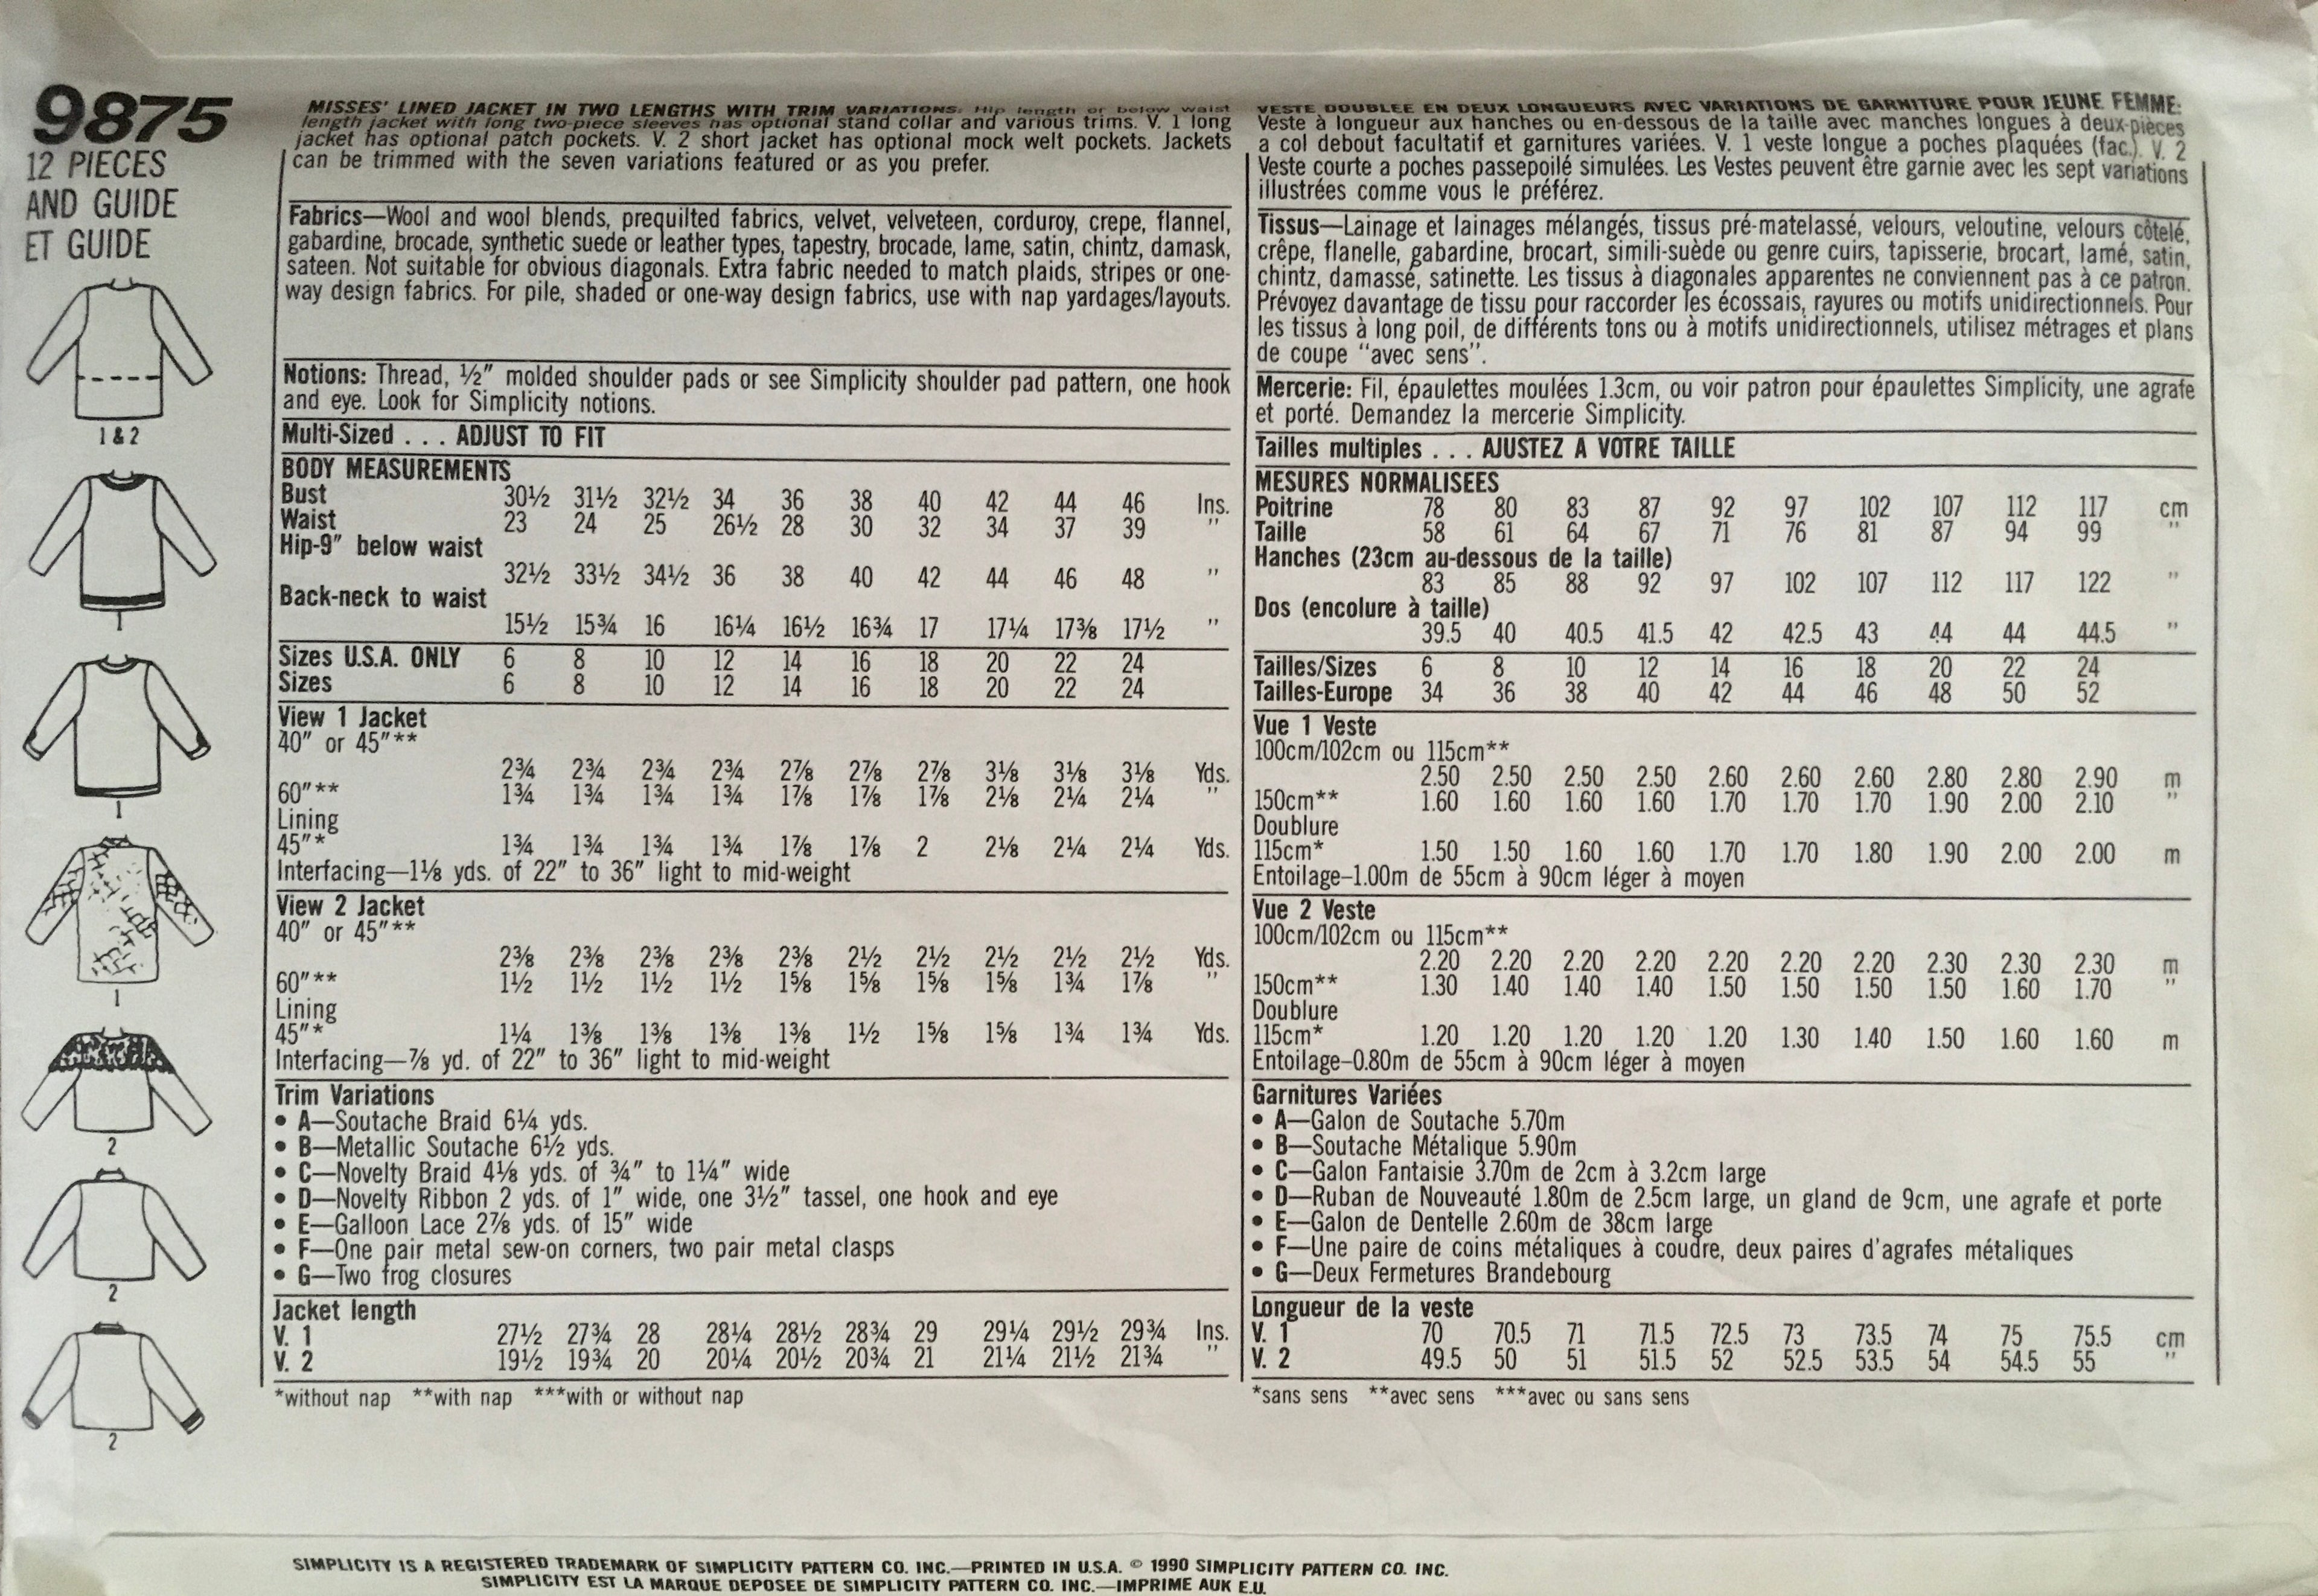 9875
12 PIECES
AND GUIDE
ET GUIDE
1 & 2
1
1
1
2
2
2
MISSES' LINED JACKET IN TWO LENGTHS WITH TRIM VARIATIONS: Hip length or below waist
length jacket with long two-piece sleeves has optional stand collar and various trims. V. 1 long
jacket has optional patch pockets. V. 2 short jacket has optional mock welt pockets. Jackets
can be trimmed with the seven variations featured or as you prefer.
Fabrics—Wool and wool blends, prequilted fabrics, velvet, velveteen, corduroy, crepe, flannel,
gabardine, brocade, synthetic suede or leather types, tapestry, brocade, lame, satin, chintz, damask,
sateen. Not suitable for obvious diagonals. Extra fabric needed to match plaids, stripes or one-
way design fabrics. For pile, shaded or one-way design fabrics, use with nap yardages/layouts.
Notions: Thread, ½" molded shoulder pads or see Simplicity shoulder pad pattern, one hook
and eye. Look for Simplicity notions.
Multi-Sized . . . ADJUST TO FIT
BODY MEASUREMENTS
Bust 30½ 31½ 32½ 34 36 38 40 42 44 46 Ins.
Waist 23 24 25 26½ 28 30 32 34 37 39 "
Hip-9" below waist
32½ 33½ 34½ 36 38 40 42 44 46 48 "
Back-neck to waist
15½ 15¾ 16 16¼ 16½ 16¾ 17 17¼ 17⅜ 17½ "
Sizes U.S.A. ONLY 6 8 10 12 14 16 18 20 22 24
Sizes 6 8 10 12 14 16 18 20 22 24
View 1 Jacket
40" or 45"**
2¾ 2¾ 2¾ 2¾ 2⅞ 2⅞ 2⅞ 3⅛ 3⅛ 3⅛ Yds.
60"** 1¾ 1¾ 1¾ 1¾ 1⅞ 1⅞ 1⅞ 2⅛ 2¼ 2¼ "
Lining
45"* 1¾ 1¾ 1¾ 1¾ 1⅞ 1⅞ 2 2⅛ 2¼ 2¼ Yds.
Interfacing—1⅛ yds. of 22" to 36" light to mid-weight
View 2 Jacket
40" or 45"**
2⅜ 2⅜ 2⅜ 2⅜ 2⅜ 2½ 2½ 2½ 2½ 2½ Yds.
60"** 1½ 1½ 1½ 1½ 1⅝ 1⅝ 1⅝ 1⅝ 1¾ 1⅞ "
Lining
45"* 1¼ 1⅜ 1⅜ 1⅜ 1⅜ 1½ 1⅝ 1⅝ 1¾ 1¾ Yds.
Interfacing—⅞ yd. of 22" to 36" light to mid-weight
Trim Variations
• A—Soutache Braid 6¼ yds.
• B—Metallic Soutache 6½ yds.
• C—Novelty Braid 4⅛ yds. of ¾" to 1¼" wide
• D—Novelty Ribbon 2 yds. of 1" wide, one 3½" tassel, one hook and eye
• E—Galloon Lace 2⅞ yds. of 15" wide
• F—One pair metal sew-on corners, two pair metal clasps
• G—Two frog closures
Jacket length
V. 1 27½ 27¾ 28 28¼ 28½ 28¾ 29 29¼ 29½ 29¾ Ins.
V. 2 19½ 19¾ 20 20¼ 20½ 20¾ 21 21¼ 21½ 21¾ "
*without nap **with nap ***with or without nap
VESTE DOUBLEE EN DEUX LONGUEURS AVEC VARIATIONS DE GARNITURE POUR JEUNE FEMME:
Veste à longueur aux hanches ou en-dessous de la taille avec manches longues à deux-pièces
a col debout facultatif et garnitures variées. V. 1 veste longue a poches plaquées (fac.). V. 2
Veste courte a poches passepoilé simulées. Les Vestes peuvent être garnie avec les sept variations
illustrées comme vous le préférez.
Tissus—Lainage et lainages mélangés, tissus pré-matelassé, velours, veloutine, velours côtelé,
crêpe, flanelle, gabardine, brocart, simili-suède ou genre cuirs, tapisserie, brocart, lamé, satin,
chintz, damassé, satinette. Les tissus à diagonales apparentes ne conviennent pas à ce patron.
Prévoyez davantage de tissu pour raccorder les écossais, rayures ou motifs unidirectionnels. Pour
les tissus à long poil, de différents tons ou à motifs unidirectionnels, utilisez métrages et plans
de coupe "avec sens".
Mercerie: Fil, épaulettes moulées 1.3cm, ou voir patron pour épaulettes Simplicity, une agrafe
et porté. Demandez la mercerie Simplicity.
Tailles multiples . . . AJUSTEZ A VOTRE TAILLE
MESURES NORMALISEES
Poitrine 78 80 83 87 92 97 102 107 112 117 cm
Taille 58 61 64 67 71 76 81 87 94 99 "
Hanches (23cm au-dessous de la taille)
83 85 88 92 97 102 107 112 117 122 "
Dos (encolure à taille)
39.5 40 40.5 41.5 42 42.5 43 44 44 44.5 "
Tailles/Sizes 6 8 10 12 14 16 18 20 22 24
Tailles-Europe 34 36 38 40 42 44 46 48 50 52
Vue 1 Veste
100cm/102cm ou 115cm**
2.50 2.50 2.50 2.50 2.60 2.60 2.60 2.80 2.80 2.90 m
150cm** 1.60 1.60 1.60 1.60 1.70 1.70 1.70 1.90 2.00 2.10 "
Doublure
115cm* 1.50 1.50 1.60 1.60 1.70 1.70 1.80 1.90 2.00 2.00 m
Entoilage–1.00m de 55cm à 90cm léger à moyen
Vue 2 Veste
100cm/102cm ou 115cm**
2.20 2.20 2.20 2.20 2.20 2.20 2.20 2.30 2.30 2.30 m
150cm** 1.30 1.40 1.40 1.40 1.50 1.50 1.50 1.50 1.60 1.70 "
Doublure
115cm* 1.20 1.20 1.20 1.20 1.20 1.30 1.40 1.50 1.60 1.60 m
Entoilage–0.80m de 55cm à 90cm léger à moyen
Garnitures Variées
• A—Galon de Soutache 5.70m
• B—Soutache Métalique 5.90m
• C—Galon Fantaisie 3.70m de 2cm à 3.2cm large
• D—Ruban de Nouveauté 1.80m de 2.5cm large, un gland de 9cm, une agrafe et porte
• E—Galon de Dentelle 2.60m de 38cm large
• F—Une paire de coins métaliques à coudre, deux paires d'agrafes métaliques
• G—Deux Fermetures Brandebourg
Longueur de la veste
V. 1 70 70.5 71 71.5 72.5 73 73.5 74 75 75.5 cm
V. 2 49.5 50 51 51.5 52 52.5 53.5 54 54.5 55 "
*sans sens **avec sens ***avec ou sans sens
SIMPLICITY IS A REGISTERED TRADEMARK OF SIMPLICITY PATTERN CO. INC.—PRINTED IN U.S.A. © 1990 SIMPLICITY PATTERN CO. INC.
SIMPLICITY EST LA MARQUE DEPOSEE DE SIMPLICITY PATTERN CO. INC.—IMPRIME AUK E.U.